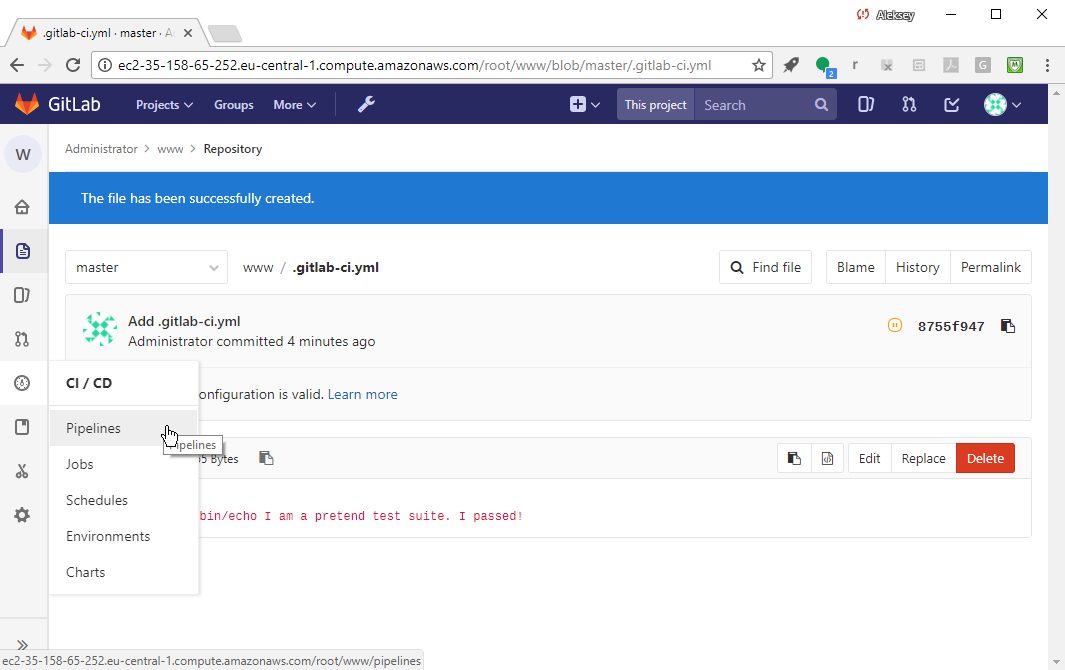 Aleksey
.gitlab-ci.yml · master · A
ec2-35-158-65-252.eu-central-1.compute.amazonaws.com/root/www/blob/master/.gitlab-ci.yml
2
r
G
GitLab
Projects
Groups
More
This project
Search
W
Administrator > www > Repository
The file has been successfully created.
master
www / .gitlab-ci.yml
Find file
Blame
History
Permalink
Add .gitlab-ci.yml
Administrator committed 4 minutes ago
8755f947
CI / CD
onfiguration is valid. Learn more
Pipelines
pelines
Bytes
Edit
Replace
Delete
Jobs
Schedules
bin/echo I am a pretend test suite. I passed!
Environments
Charts
ec2-35-158-65-252.eu-central-1.compute.amazonaws.com/root/www/pipelines